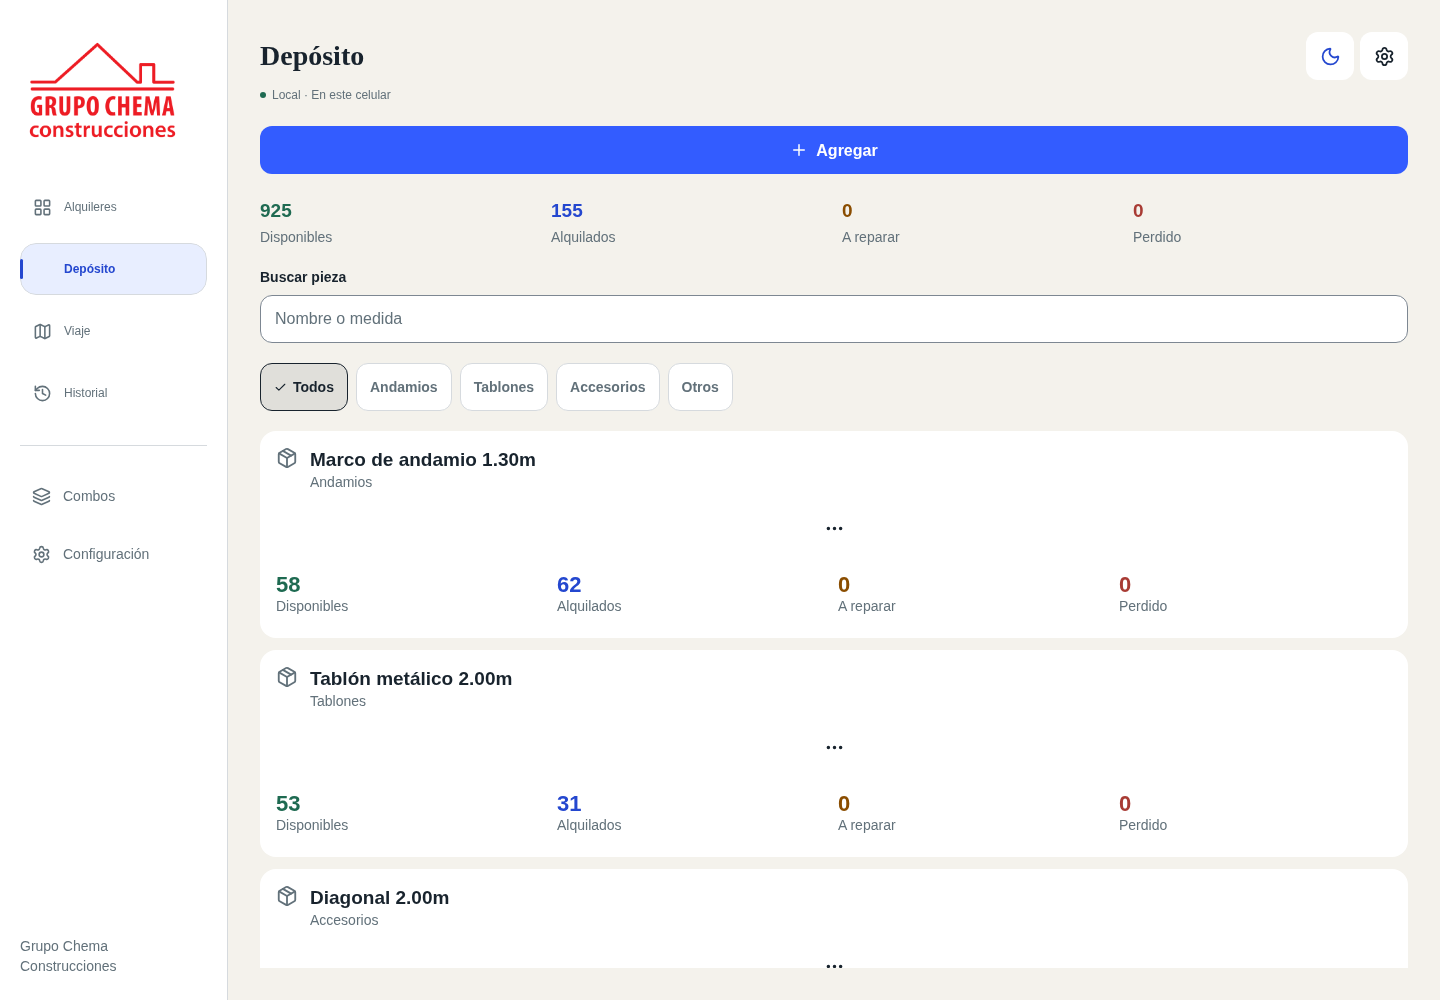 GRUPO CHEMA
construcciones
Alquileres
Depósito
Viaje
Historial
Combos
Configuración
Grupo Chema
Construcciones
Depósito
Local · En este celular
Agregar
925
Disponibles
155
Alquilados
0
A reparar
0
Perdido
Buscar pieza
Nombre o medida
Todos
Andamios
Tablones
Accesorios
Otros
Marco de andamio 1.30m
Andamios
58
Disponibles
62
Alquilados
0
A reparar
0
Perdido
Tablón metálico 2.00m
Tablones
53
Disponibles
31
Alquilados
0
A reparar
0
Perdido
Diagonal 2.00m
Accesorios